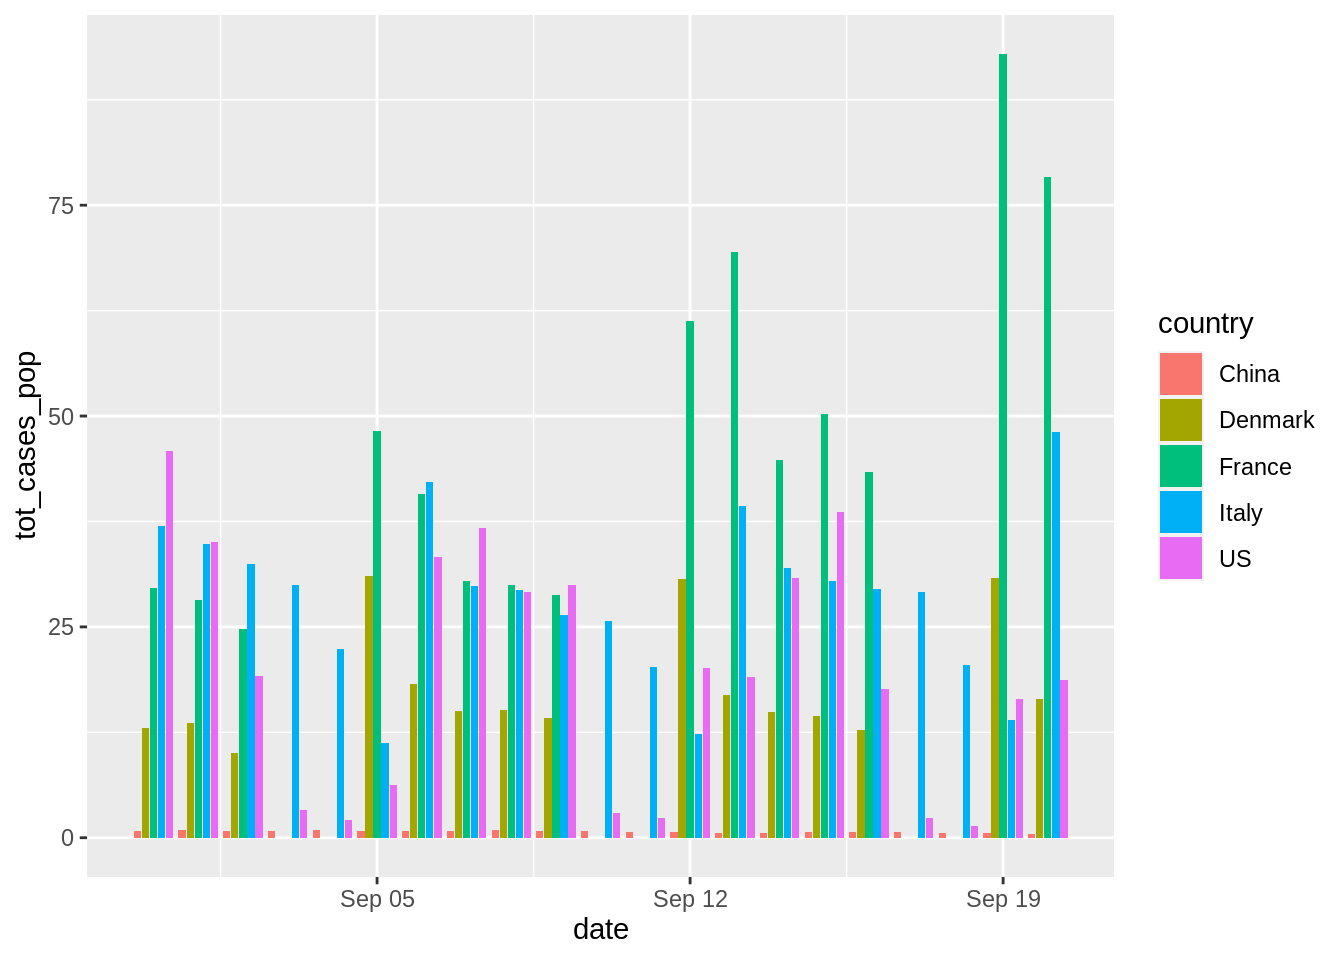 75
50
25
0
tot_cases_pop
Sep 05
Sep 12
Sep 19
date
country
China
Denmark
France
Italy
US